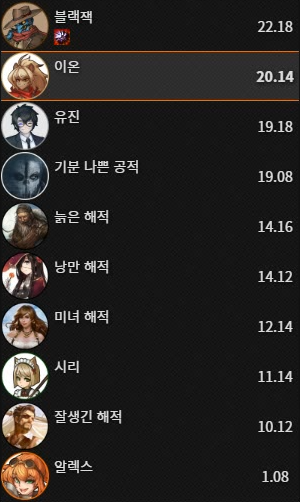 블랙잭 22.18
이온 20.14
유진 19.18
기분 나쁜 공적 19.08
늙은 해적 14.16
낭만 해적 14.12
미녀 해적 12.14
시리 11.14
잘생긴 해적 10.12
알렉스 1.08